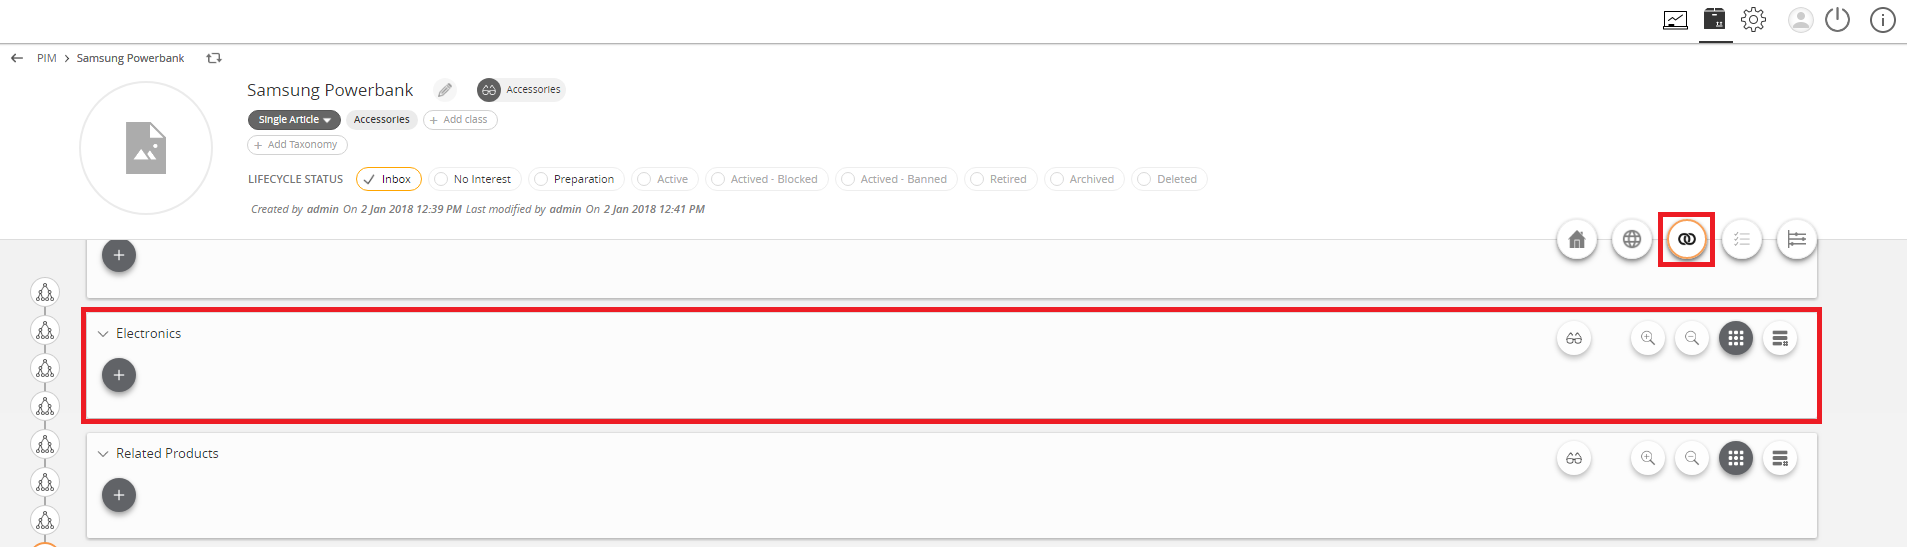 PIM > Samsung Powerbank
Samsung Powerbank Accessories
Single Article Accessories + Add class
+ Add Taxonomy
LIFECYCLE STATUS Inbox No Interest Preparation Active Actived - Blocked Actived - Banned Retired Archived Deleted
Created by admin On 2 Jan 2018 12:39 PM Last modified by admin On 2 Jan 2018 12:41 PM
Electronics
Related Products